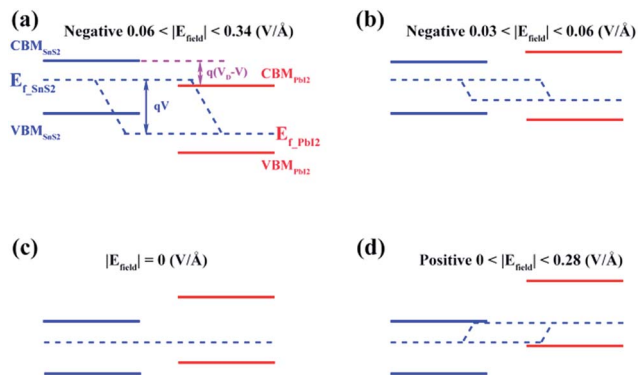 (a)
Negative 0.06 < |E_field| < 0.34 (V/Å)
CBM_SnS2
q(V_D-V)
CBM_PbI2
E_f_SnS2
qV
VBM_SnS2
E_f_PbI2
VBM_PbI2
(b)
Negative 0.03 < |E_field| < 0.06 (V/Å)
(c)
|E_field| = 0 (V/Å)
(d)
Positive 0 < |E_field| < 0.28 (V/Å)